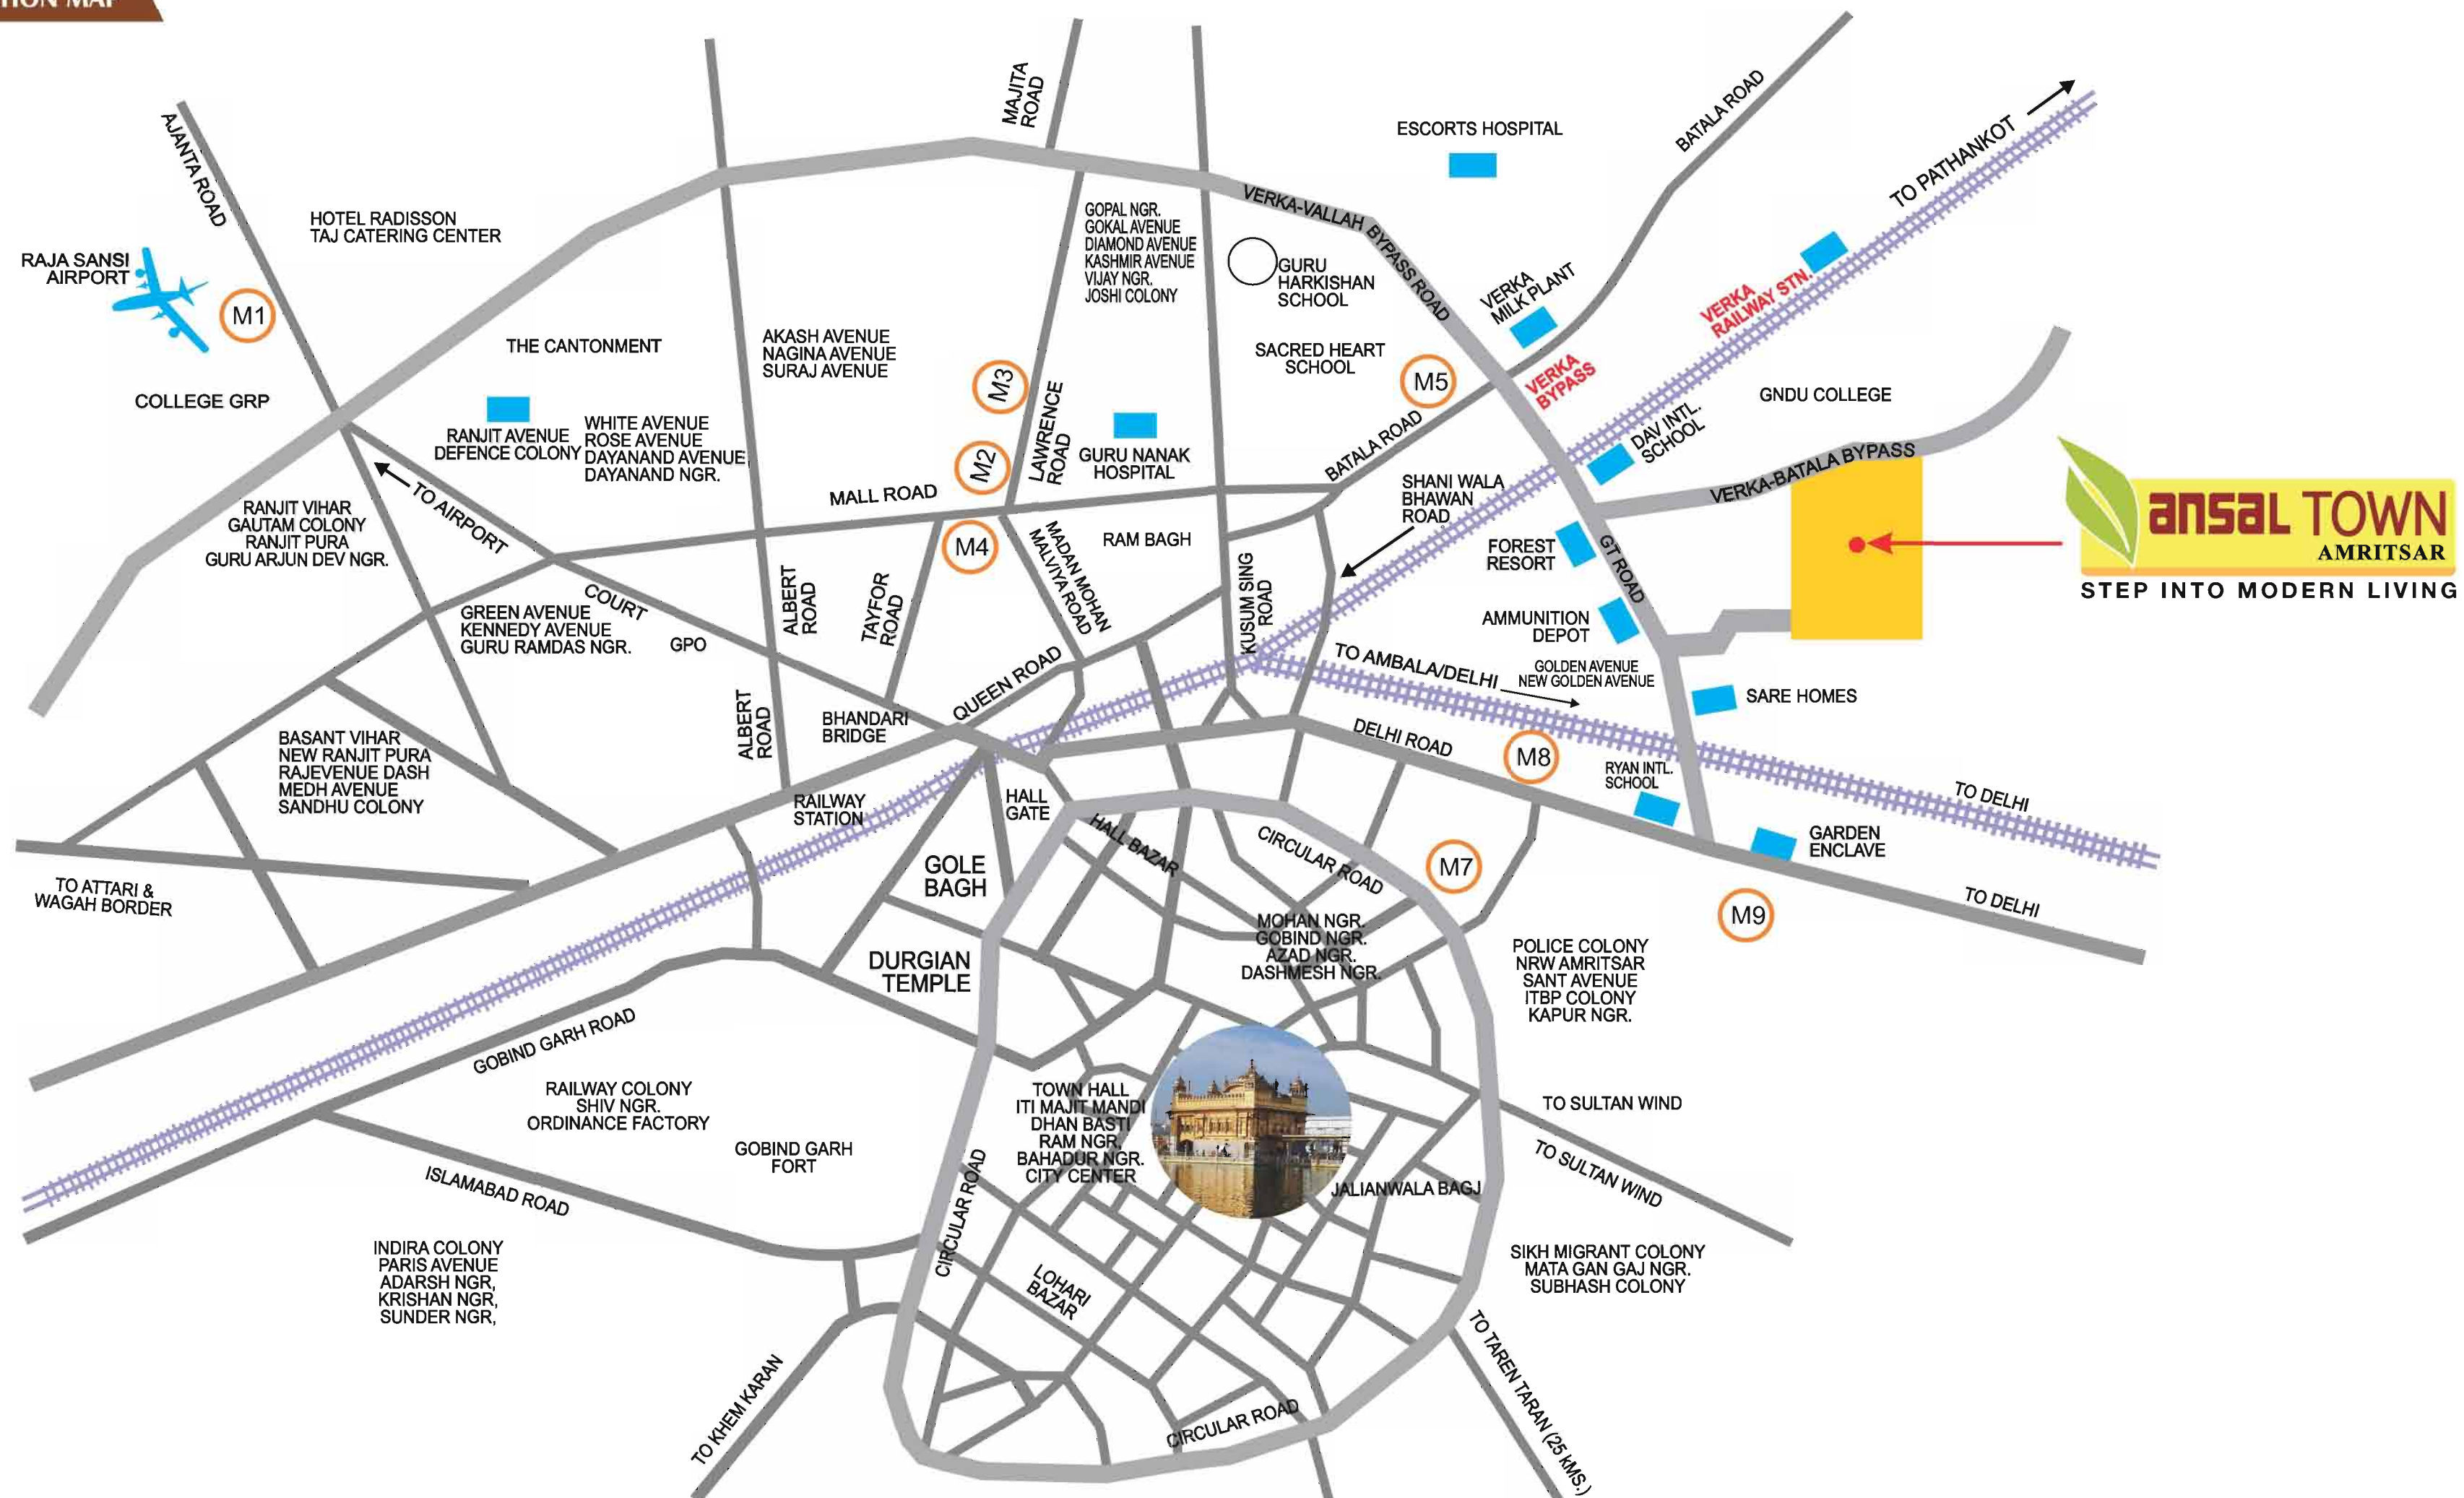 AJANTA ROAD
MAJITA
ROAD
ESCORTS HOSPITAL
BATALA ROAD
TO PATHANKOT
HOTEL RADISSON
TAJ CATERING CENTER
RAJA SANSI
AIRPORT
M1
COLLEGE GRP
THE CANTONMENT
RANJIT AVENUE
DEFENCE COLONY
WHITE AVENUE
ROSE AVENUE
DAYANAND AVENUE
DAYANAND NGR.
AKASH AVENUE
NAGINA AVENUE
SURAJ AVENUE
GOPAL NGR.
GOKAL AVENUE
DIAMOND AVENUE
KASHMIR AVENUE
VIJAY NGR.
JOSHI COLONY
VERKA-VALLAH BYPASS ROAD
GURU
HARKISHAN
SCHOOL
SACRED HEART
SCHOOL
VERKA
MILK PLANT
VERKA
RAILWAY STN.
VERKA
BYPASS
M5
M3
M2
LAWRENCE
ROAD
GURU NANAK
HOSPITAL
BATALA ROAD
GNDU COLLEGE
DAV INTL.
SCHOOL
VERKA-BATALA BYPASS
ansal TOWN
AMRITSAR
STEP INTO MODERN LIVING
RANJIT VIHAR
GAUTAM COLONY
RANJIT PURA
GURU ARJUN DEV NGR.
TO AIRPORT
MALL ROAD
M4
MADAN MOHAN
MALVIYA ROAD
RAM BAGH
SHANI WALA
BHAWAN
ROAD
FOREST
RESORT
GT ROAD
AMMUNITION
DEPOT
GREEN AVENUE
KENNEDY AVENUE
GURU RAMDAS NGR.
COURT
GPO
ALBERT
ROAD
TAYFOR
ROAD
KUSUM SING
ROAD
TO AMBALA/DELHI
GOLDEN AVENUE
NEW GOLDEN AVENUE
SARE HOMES
QUEEN ROAD
ALBERT
ROAD
BHANDARI
BRIDGE
DELHI ROAD
M8
RYAN INTL.
SCHOOL
TO DELHI
GARDEN
ENCLAVE
BASANT VIHAR
NEW RANJIT PURA
RAJEVENUE DASH
MEDH AVENUE
SANDHU COLONY
RAILWAY
STATION
HALL
GATE
HALL BAZAR
CIRCULAR ROAD
M7
TO DELHI
M9
TO ATTARI &
WAGAH BORDER
GOLE
BAGH
DURGIAN
TEMPLE
MOHAN NGR.
GOBIND NGR.
AZAD NGR.
DASHMESH NGR.
POLICE COLONY
NRW AMRITSAR
SANT AVENUE
ITBP COLONY
KAPUR NGR.
GOBIND GARH ROAD
RAILWAY COLONY
SHIV NGR.
ORDINANCE FACTORY
GOBIND GARH
FORT
TOWN HALL
ITI MAJIT MANDI
DHAN BASTI
RAM NGR.
BAHADUR NGR.
CITY CENTER
TO SULTAN WIND
TO SULTAN WIND
JALIANWALA BAGJ
ISLAMABAD ROAD
CIRCULAR ROAD
INDIRA COLONY
PARIS AVENUE
ADARSH NGR,
KRISHAN NGR,
SUNDER NGR,
LOHARI
BAZAR
SIKH MIGRANT COLONY
MATA GAN GAJ NGR.
SUBHASH COLONY
TO KHEM KARAN
CIRCULAR ROAD
TO TAREN TARAN (25 kMS.)